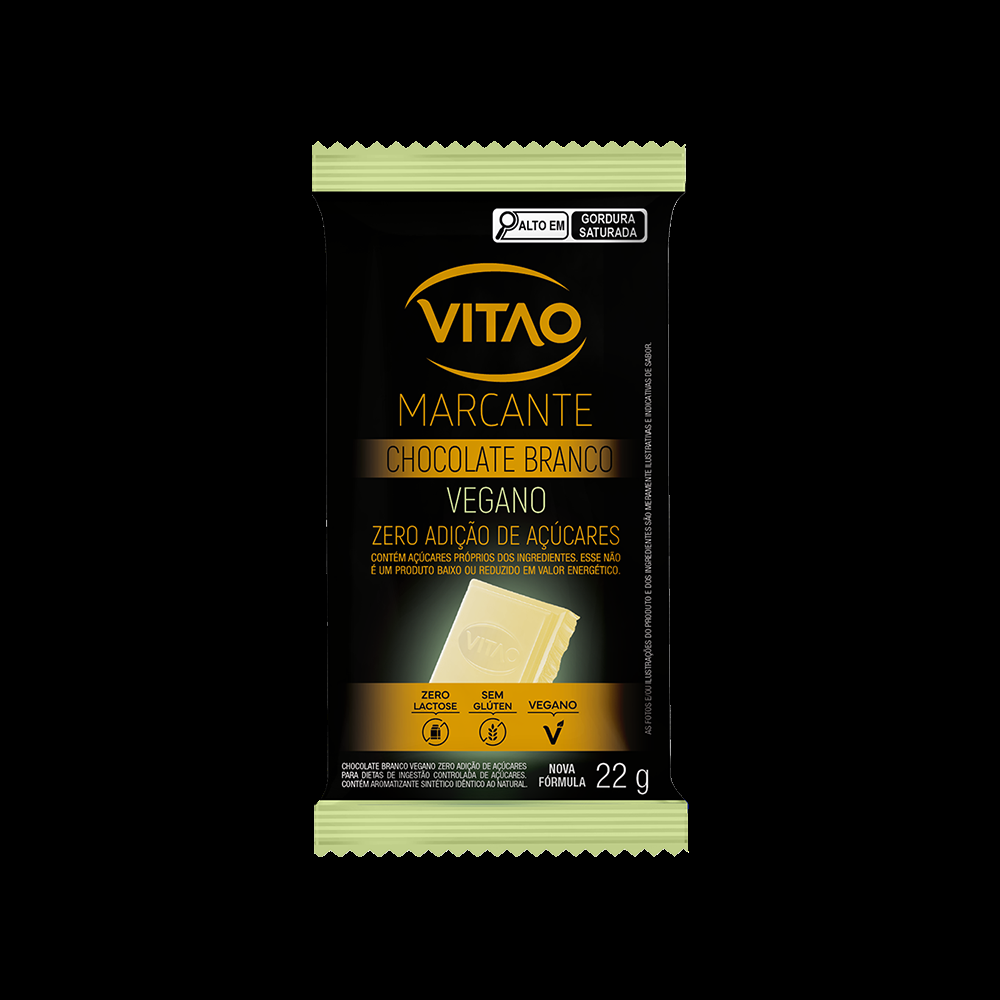 ALTO EM
GORDURA
SATURADA
VITAO
MARCANTE
CHOCOLATE BRANCO
VEGANO
ZERO ADIÇÃO DE AÇÚCARES
CONTÉM AÇÚCARES PRÓPRIOS DOS INGREDIENTES. ESSE NÃO
É UM PRODUTO BAIXO OU REDUZIDO EM VALOR ENERGÉTICO.
VITAO
ZERO
LACTOSE
SEM
GLÚTEN
VEGANO
CHOCOLATE BRANCO VEGANO ZERO ADIÇÃO DE AÇÚCARES
PARA DIETAS DE INGESTÃO CONTROLADA DE AÇÚCARES.
CONTÉM AROMATIZANTE SINTÉTICO IDÊNTICO AO NATURAL.
NOVA
FÓRMULA
22 g
AS FOTOS E/OU ILUSTRAÇÕES DO PRODUTO E DOS INGREDIENTES SÃO MERAMENTE ILUSTRATIVAS E INDICATIVAS DE SABOR.